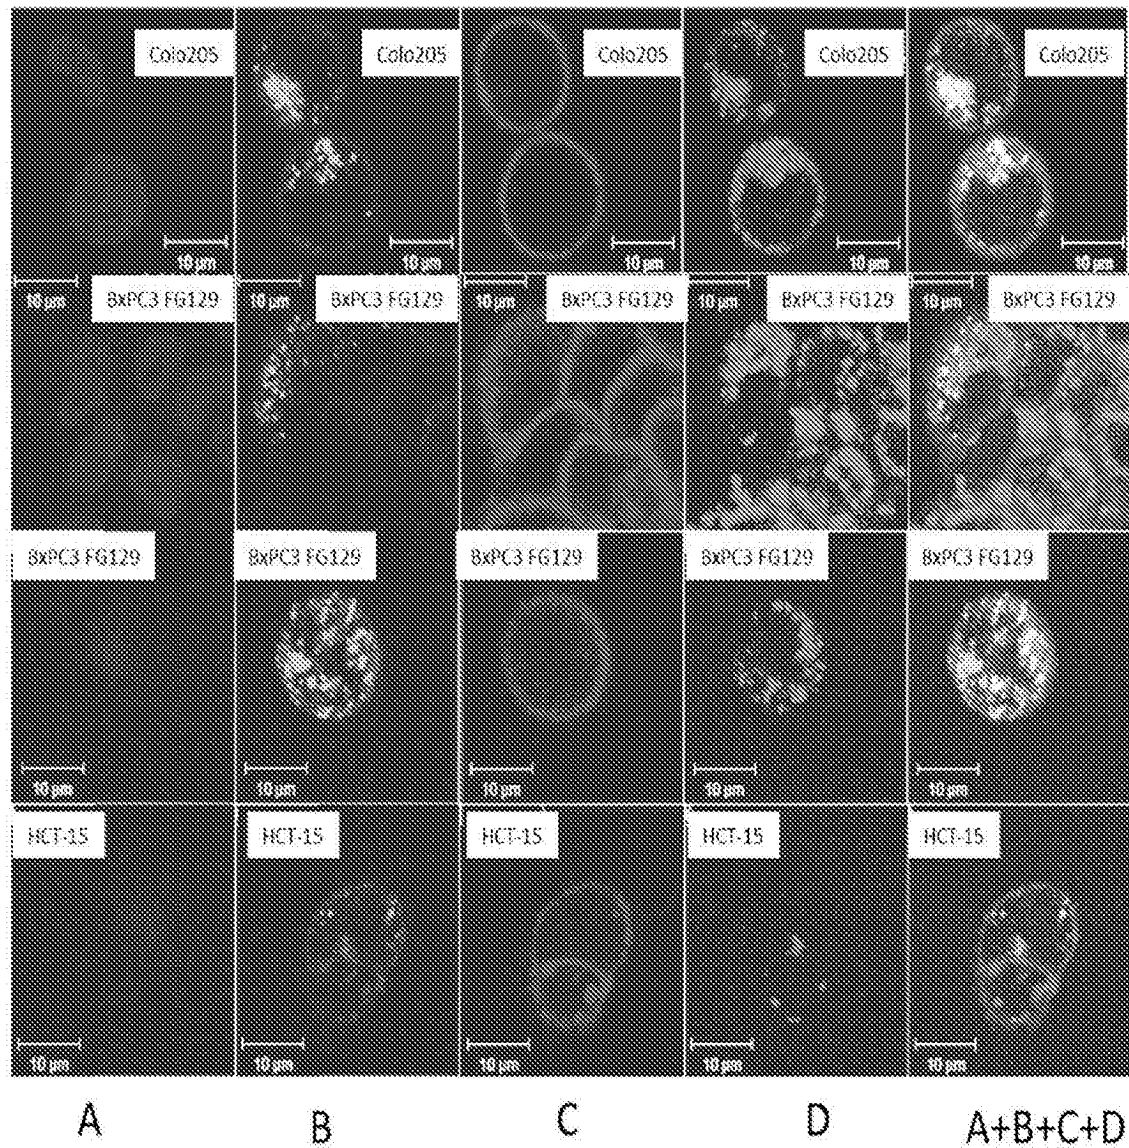 Colo205 Colo205 Colo205 Colo205 Colo205
10 µm 10 µm 10 µm 10 µm 10 µm
10 µm 10 µm 10 µm 10 µm 10 µm
BxPC3 FG129 BxPC3 FG129 BxPC3 FG129 BxPC3 FG129 BxPC3 FG129
BxPC3 FG129 BxPC3 FG129 BxPC3 FG129 BxPC3 FG129 BxPC3 FG129
10 µm 10 µm 10 µm 10 µm 10 µm
HCT-15 HCT-15 HCT-15 HCT-15 HCT-15
10 µm 10 µm 10 µm 10 µm 10 µm
A B C D A+B+C+D